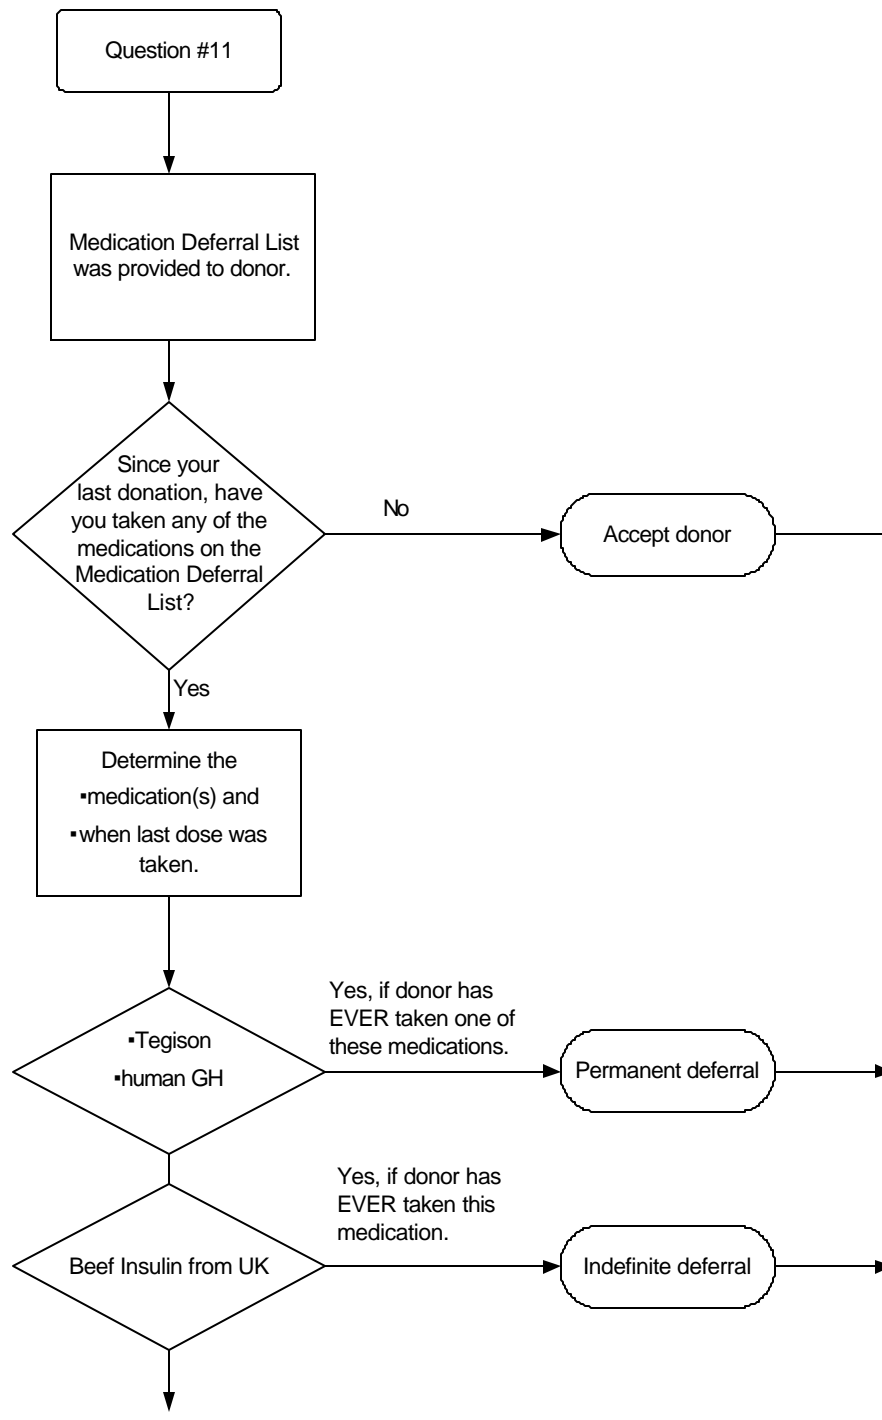 Question #11
Medication Deferral List
was provided to donor.
Since your
last donation, have
you taken any of the
medications on the
Medication Deferral
List?
No
Accept donor
Yes
Determine the
▪medication(s) and
▪when last dose was
taken.
▪Tegison
▪human GH
Yes, if donor has
EVER taken one of
these medications.
Permanent deferral
Beef Insulin from UK
Yes, if donor has
EVER taken this
medication.
Indefinite deferral